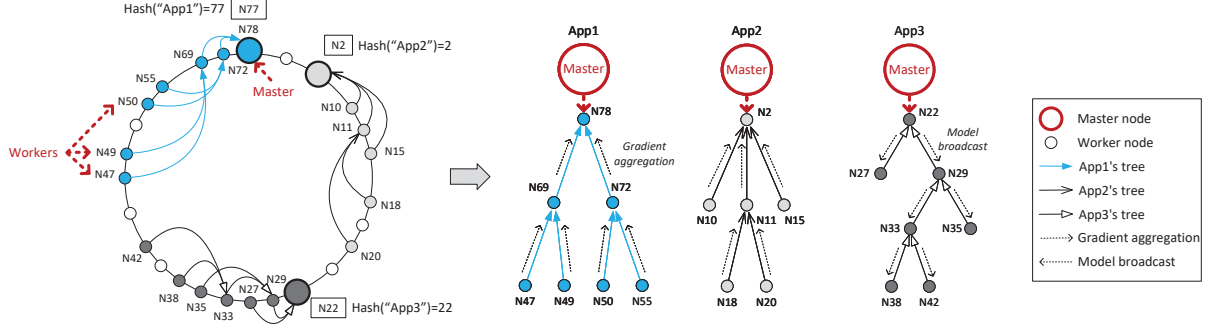 Hash("App1")=77
N77
N78
N2
Hash("App2")=2
N69
N72
N55
Master
N50
N10
N11
Workers
N49
N15
N47
N18
N42
N20
N38
N35
N33
N27
N29
N22
Hash("App3")=22
App1
Master
N78
Gradient
aggregation
N69
N72
N47
N49
N50
N55
App2
Master
N2
N10
N11
N15
N18
N20
App3
Master
N22
Model
broadcast
N27
N29
N33
N35
N38
N42
Master node
Worker node
App1's tree
App2's tree
App3's tree
Gradient aggregation
Model broadcast